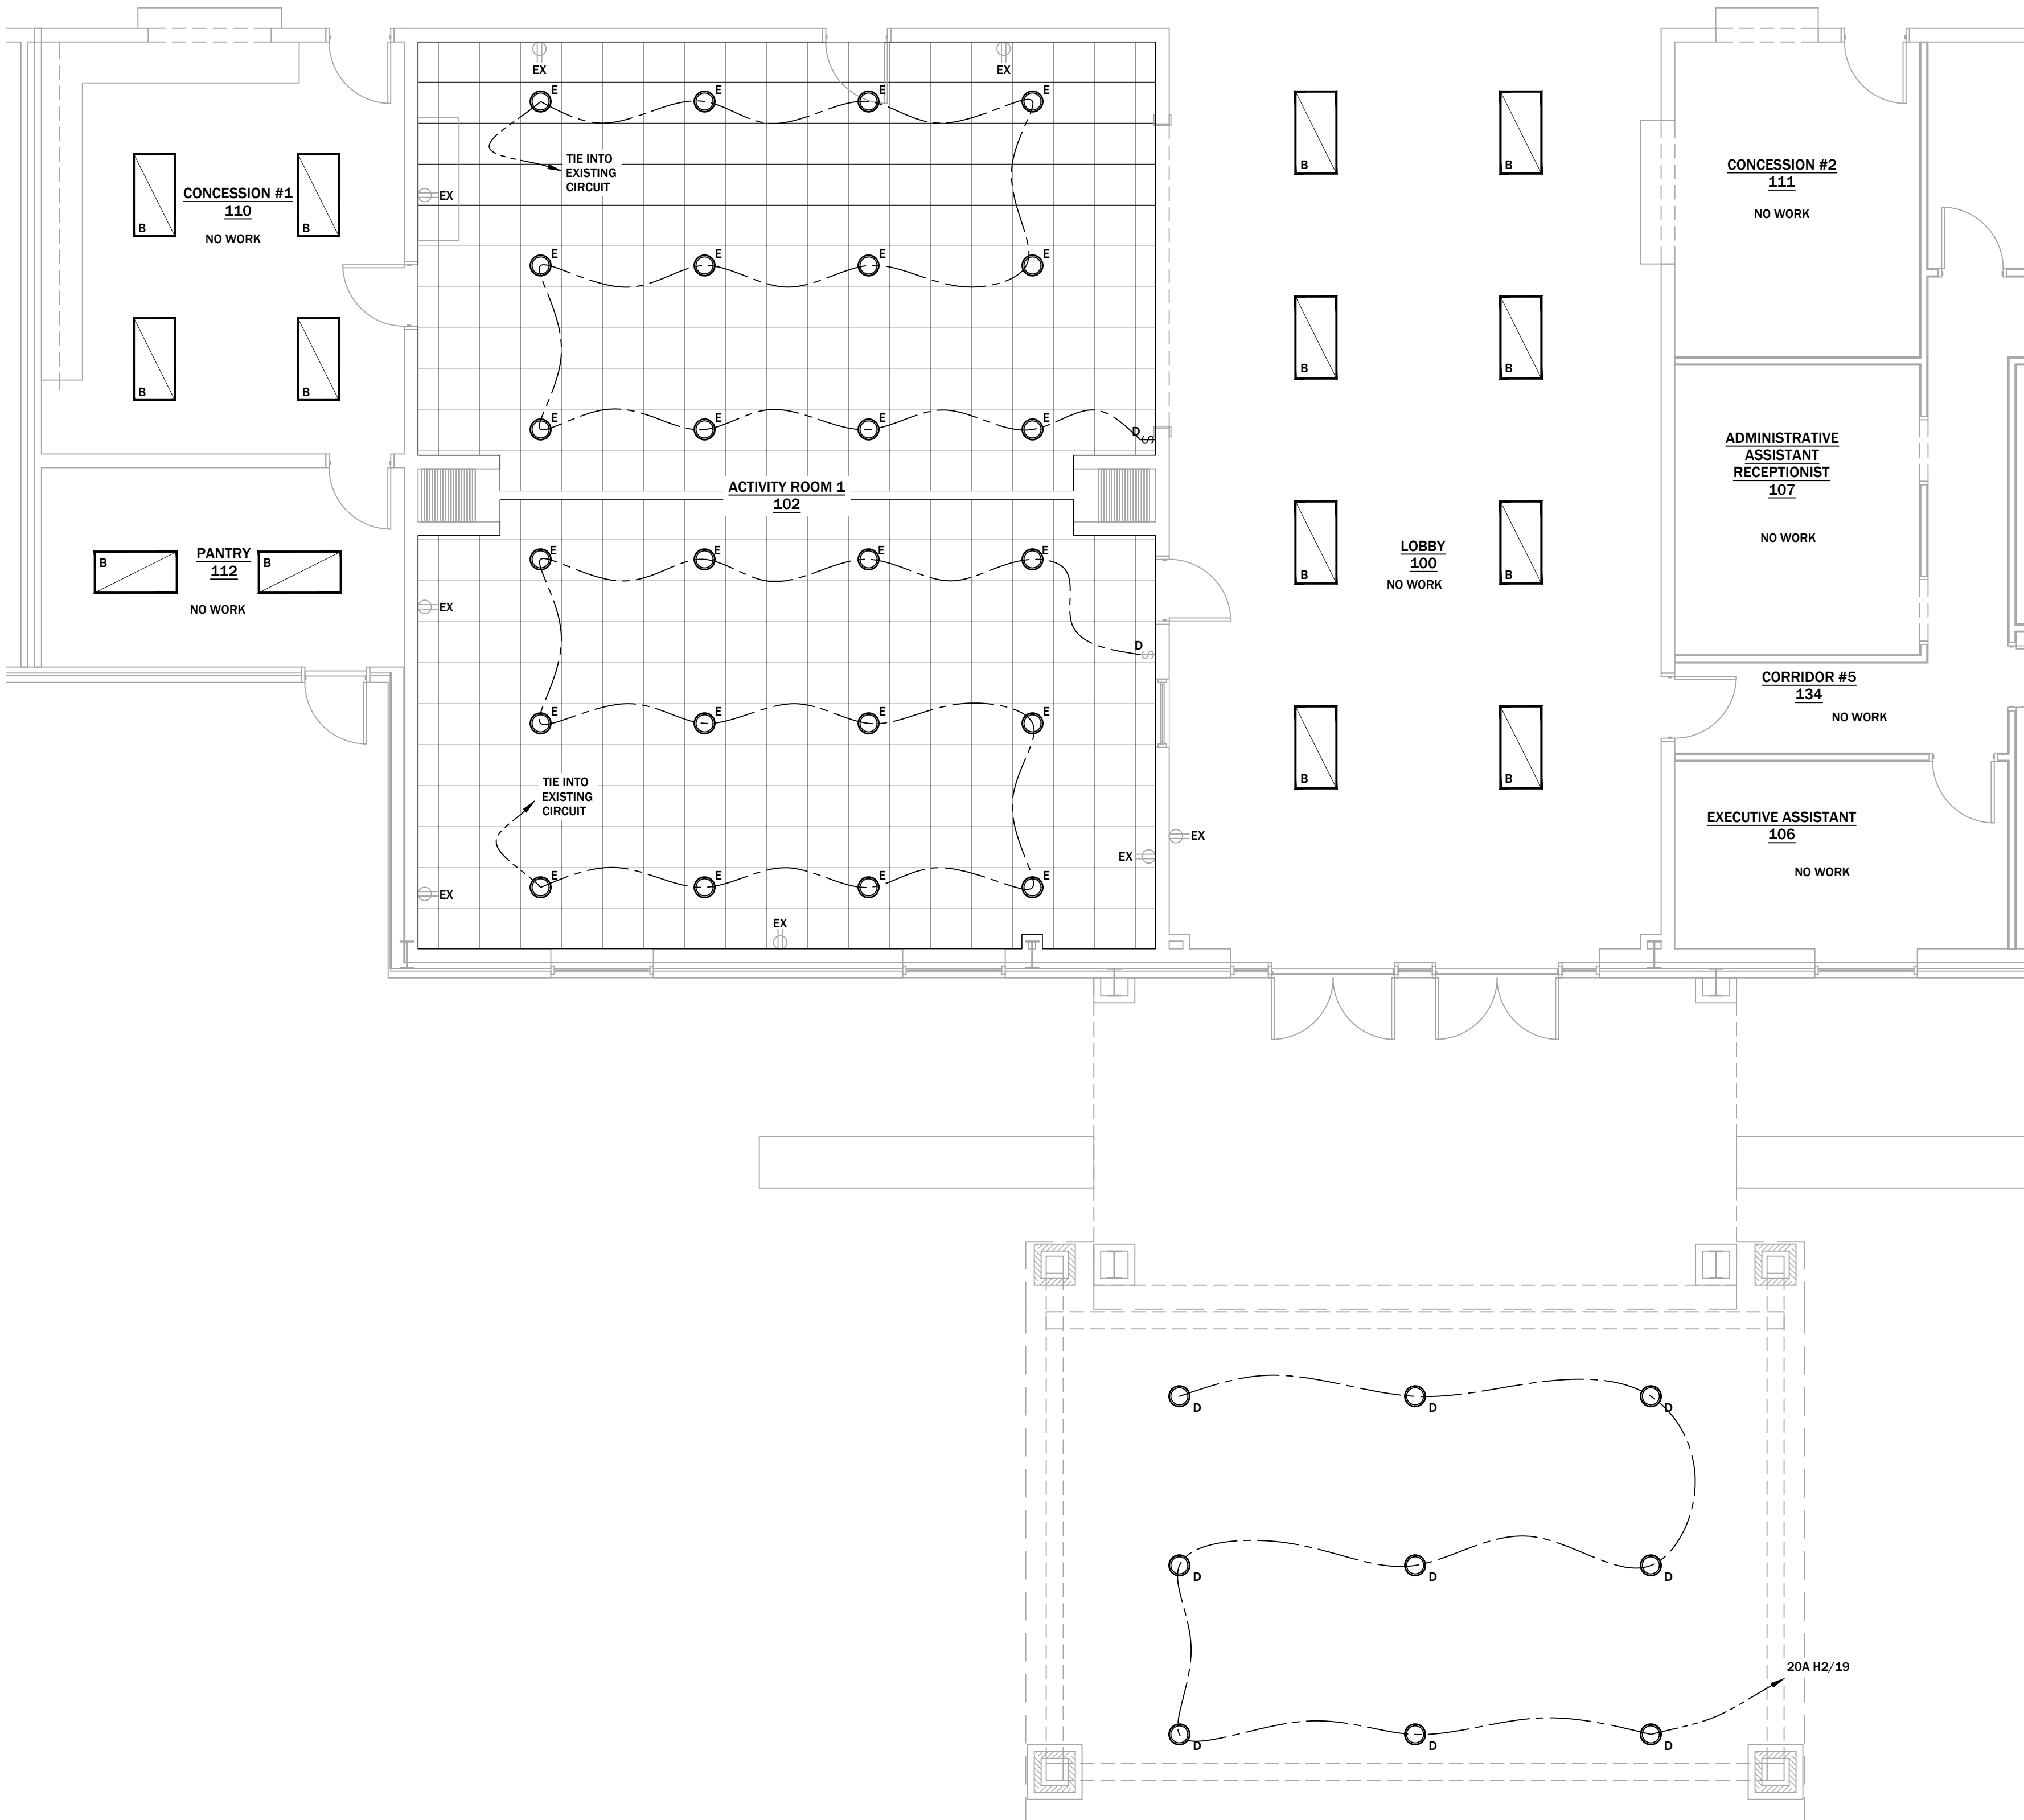 EX
EX
E
E
E
E
TIE INTO
EXISTING
CIRCUIT
B
B
CONCESSION #2
111
NO WORK
EX
CONCESSION #1
110
NO WORK
B
B
E
E
E
E
B
B
B
B
E
E
E
E
D
$
ADMINISTRATIVE
ASSISTANT
RECEPTIONIST
107
NO WORK
ACTIVITY ROOM 1
102
PANTRY
112
NO WORK
B
B
E
E
E
E
LOBBY
100
NO WORK
B
B
EX
D
$
CORRIDOR #5
134
NO WORK
E
E
E
E
TIE INTO
EXISTING
CIRCUIT
B
B
EXECUTIVE ASSISTANT
106
NO WORK
EX
EX
E
E
E
E
EX
EX
D
D
D
D
D
D
20A H2/19
D
D
D